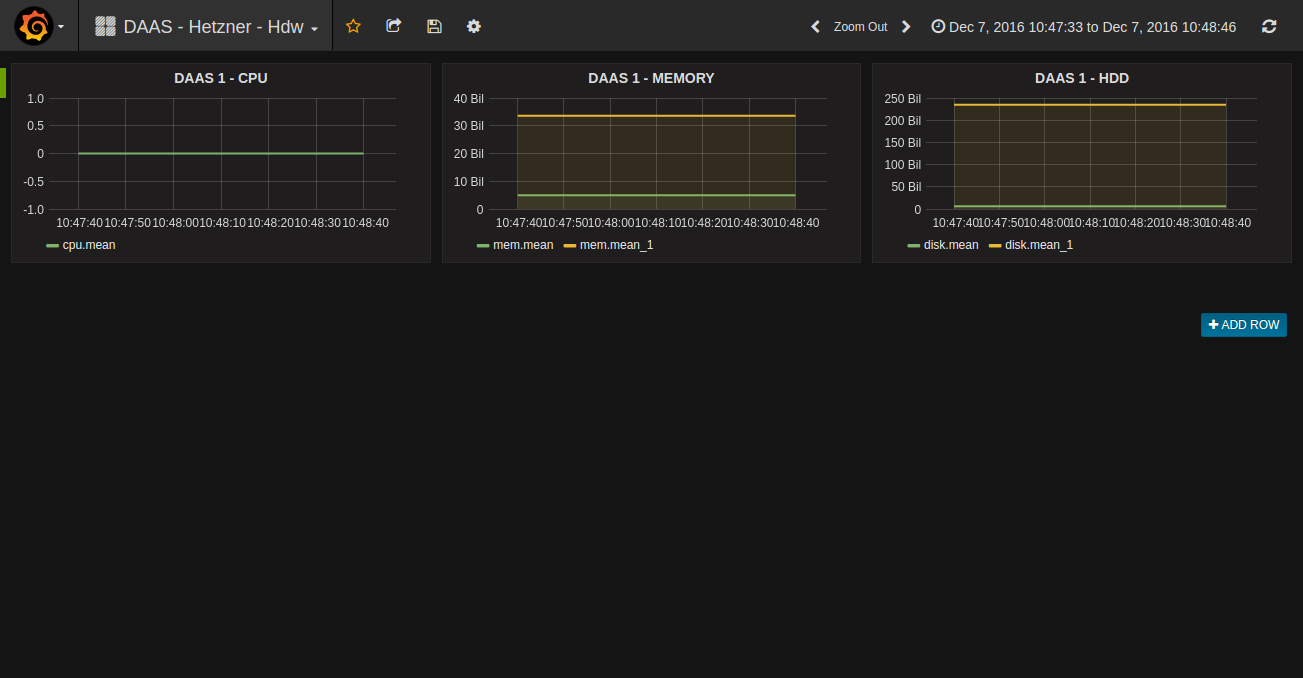 DAAS - Hetzner - Hdw
Zoom Out
Dec 7, 2016 10:47:33 to Dec 7, 2016 10:48:46
DAAS 1 - CPU
1.0
0.5
0
-0.5
-1.0
10:47:40 10:47:50 10:48:00 10:48:10 10:48:20 10:48:30 10:48:40
cpu.mean
DAAS 1 - MEMORY
40 Bil
30 Bil
20 Bil
10 Bil
0
10:47:40 10:47:50 10:48:00 10:48:10 10:48:20 10:48:30 10:48:40
mem.mean mem.mean_1
DAAS 1 - HDD
250 Bil
200 Bil
150 Bil
100 Bil
50 Bil
0
10:47:40 10:47:50 10:48:00 10:48:10 10:48:20 10:48:30 10:48:40
disk.mean disk.mean_1
ADD ROW